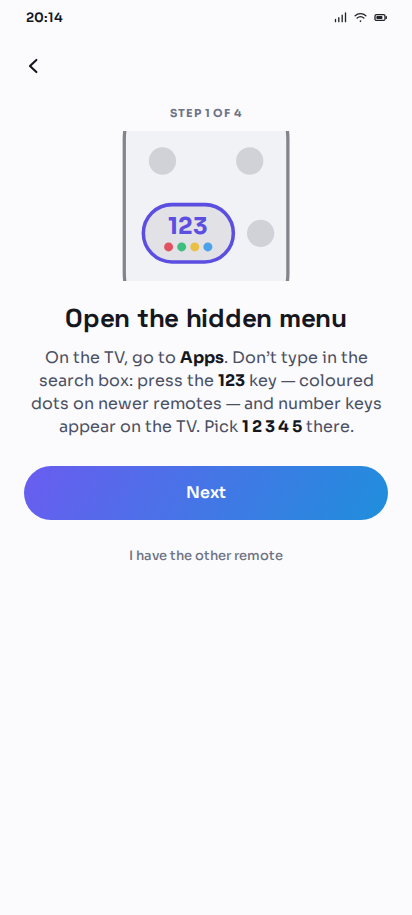 20:14
STEP 1 OF 4
123
Open the hidden menu
On the TV, go to Apps. Don’t type in the
search box: press the 123 key — coloured
dots on newer remotes — and number keys
appear on the TV. Pick 1 2 3 4 5 there.
Next
I have the other remote